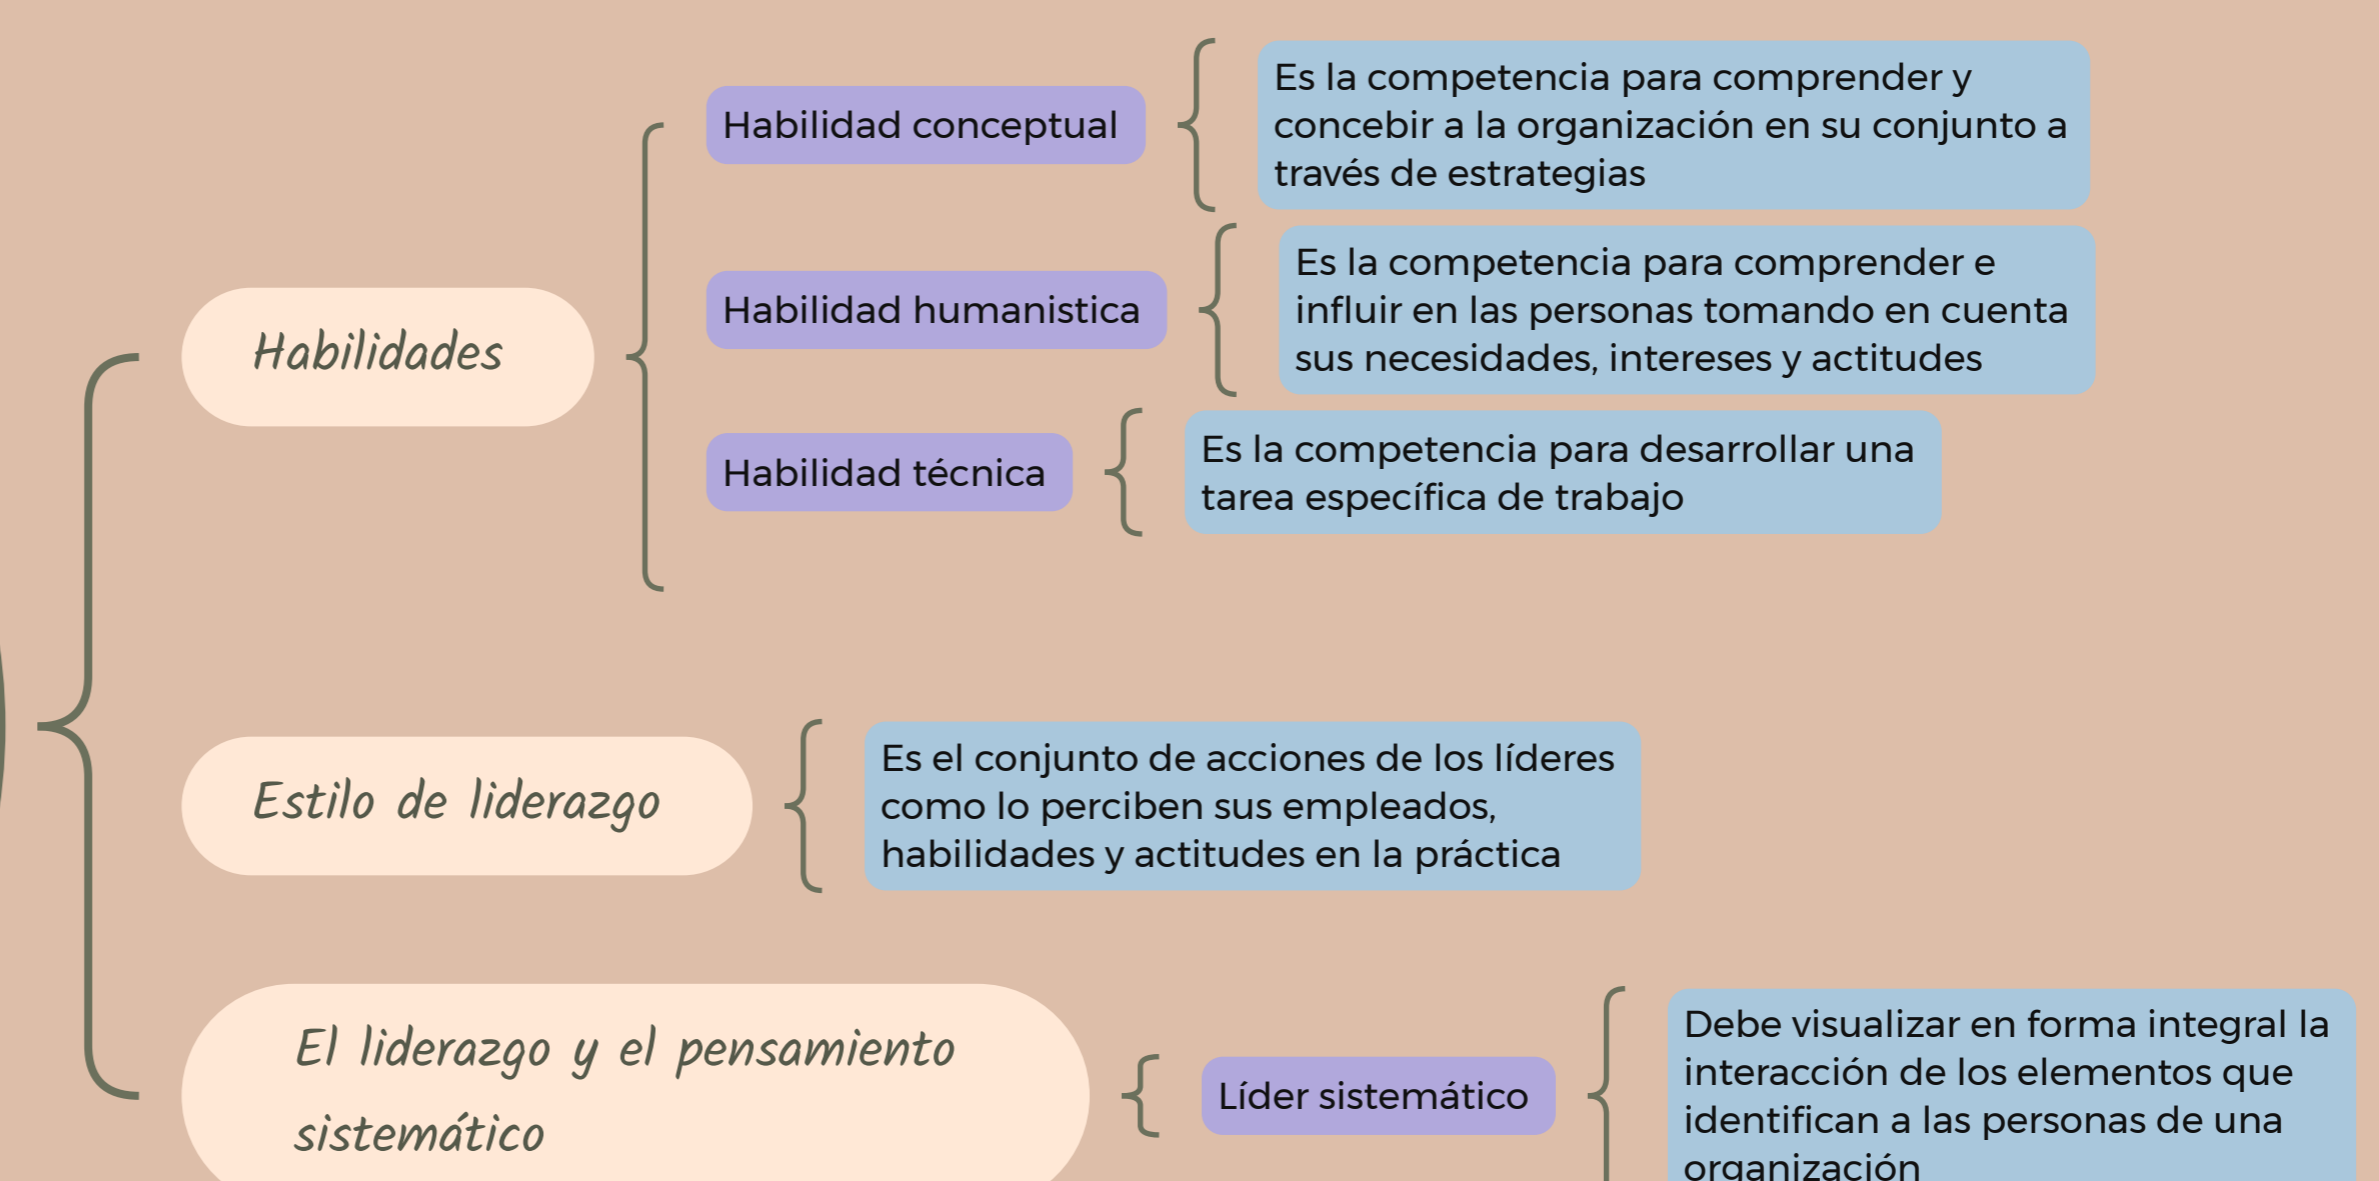 Habilidades
Habilidad conceptual
Es la competencia para comprender y
concebir a la organización en su conjunto a
través de estrategias
Habilidad humanistica
Es la competencia para comprender e
influir en las personas tomando en cuenta
sus necesidades, intereses y actitudes
Habilidad técnica
Es la competencia para desarrollar una
tarea específica de trabajo
Estilo de liderazgo
Es el conjunto de acciones de los líderes
como lo perciben sus empleados,
habilidades y actitudes en la práctica
El liderazgo y el pensamiento
sistemático
Líder sistemático
Debe visualizar en forma integral la
interacción de los elementos que
identifican a las personas de una
organización